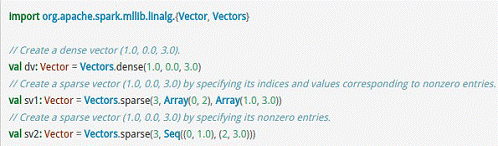 import org.apache.spark.mllib.linalg.{Vector, Vectors}
// Create a dense vector (1.0, 0.0, 3.0).
val dv: Vector = Vectors.dense(1.0, 0.0, 3.0)
// Create a sparse vector (1.0, 0.0, 3.0) by specifying its indices and values corresponding to nonzero entries.
val sv1: Vector = Vectors.sparse(3, Array(0, 2), Array(1.0, 3.0))
// Create a sparse vector (1.0, 0.0, 3.0) by specifying its nonzero entries.
val sv2: Vector = Vectors.sparse(3, Seq((0, 1.0), (2, 3.0)))